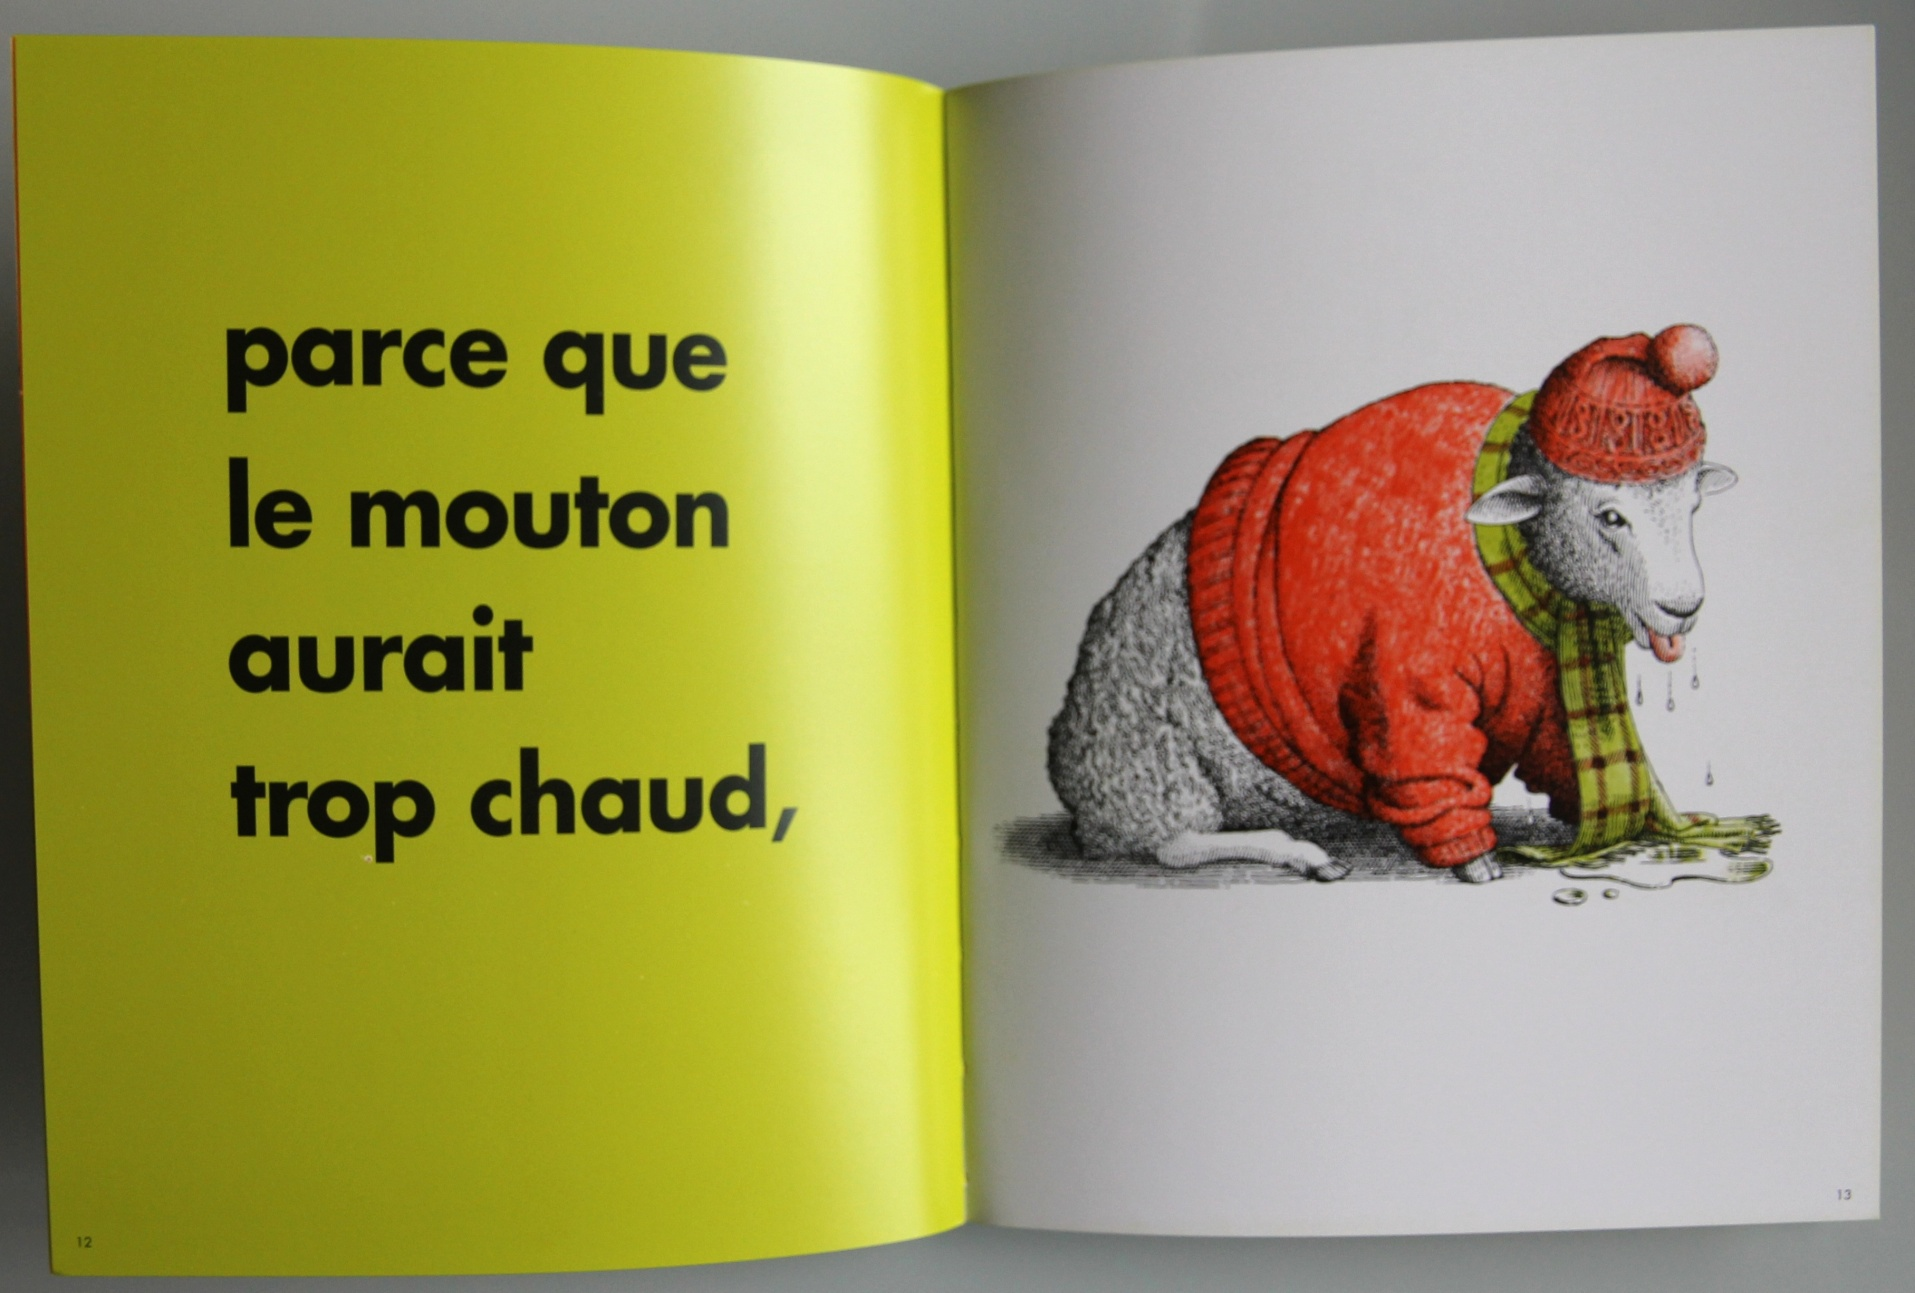 parce que
le mouton
aurait
trop chaud,
12
13